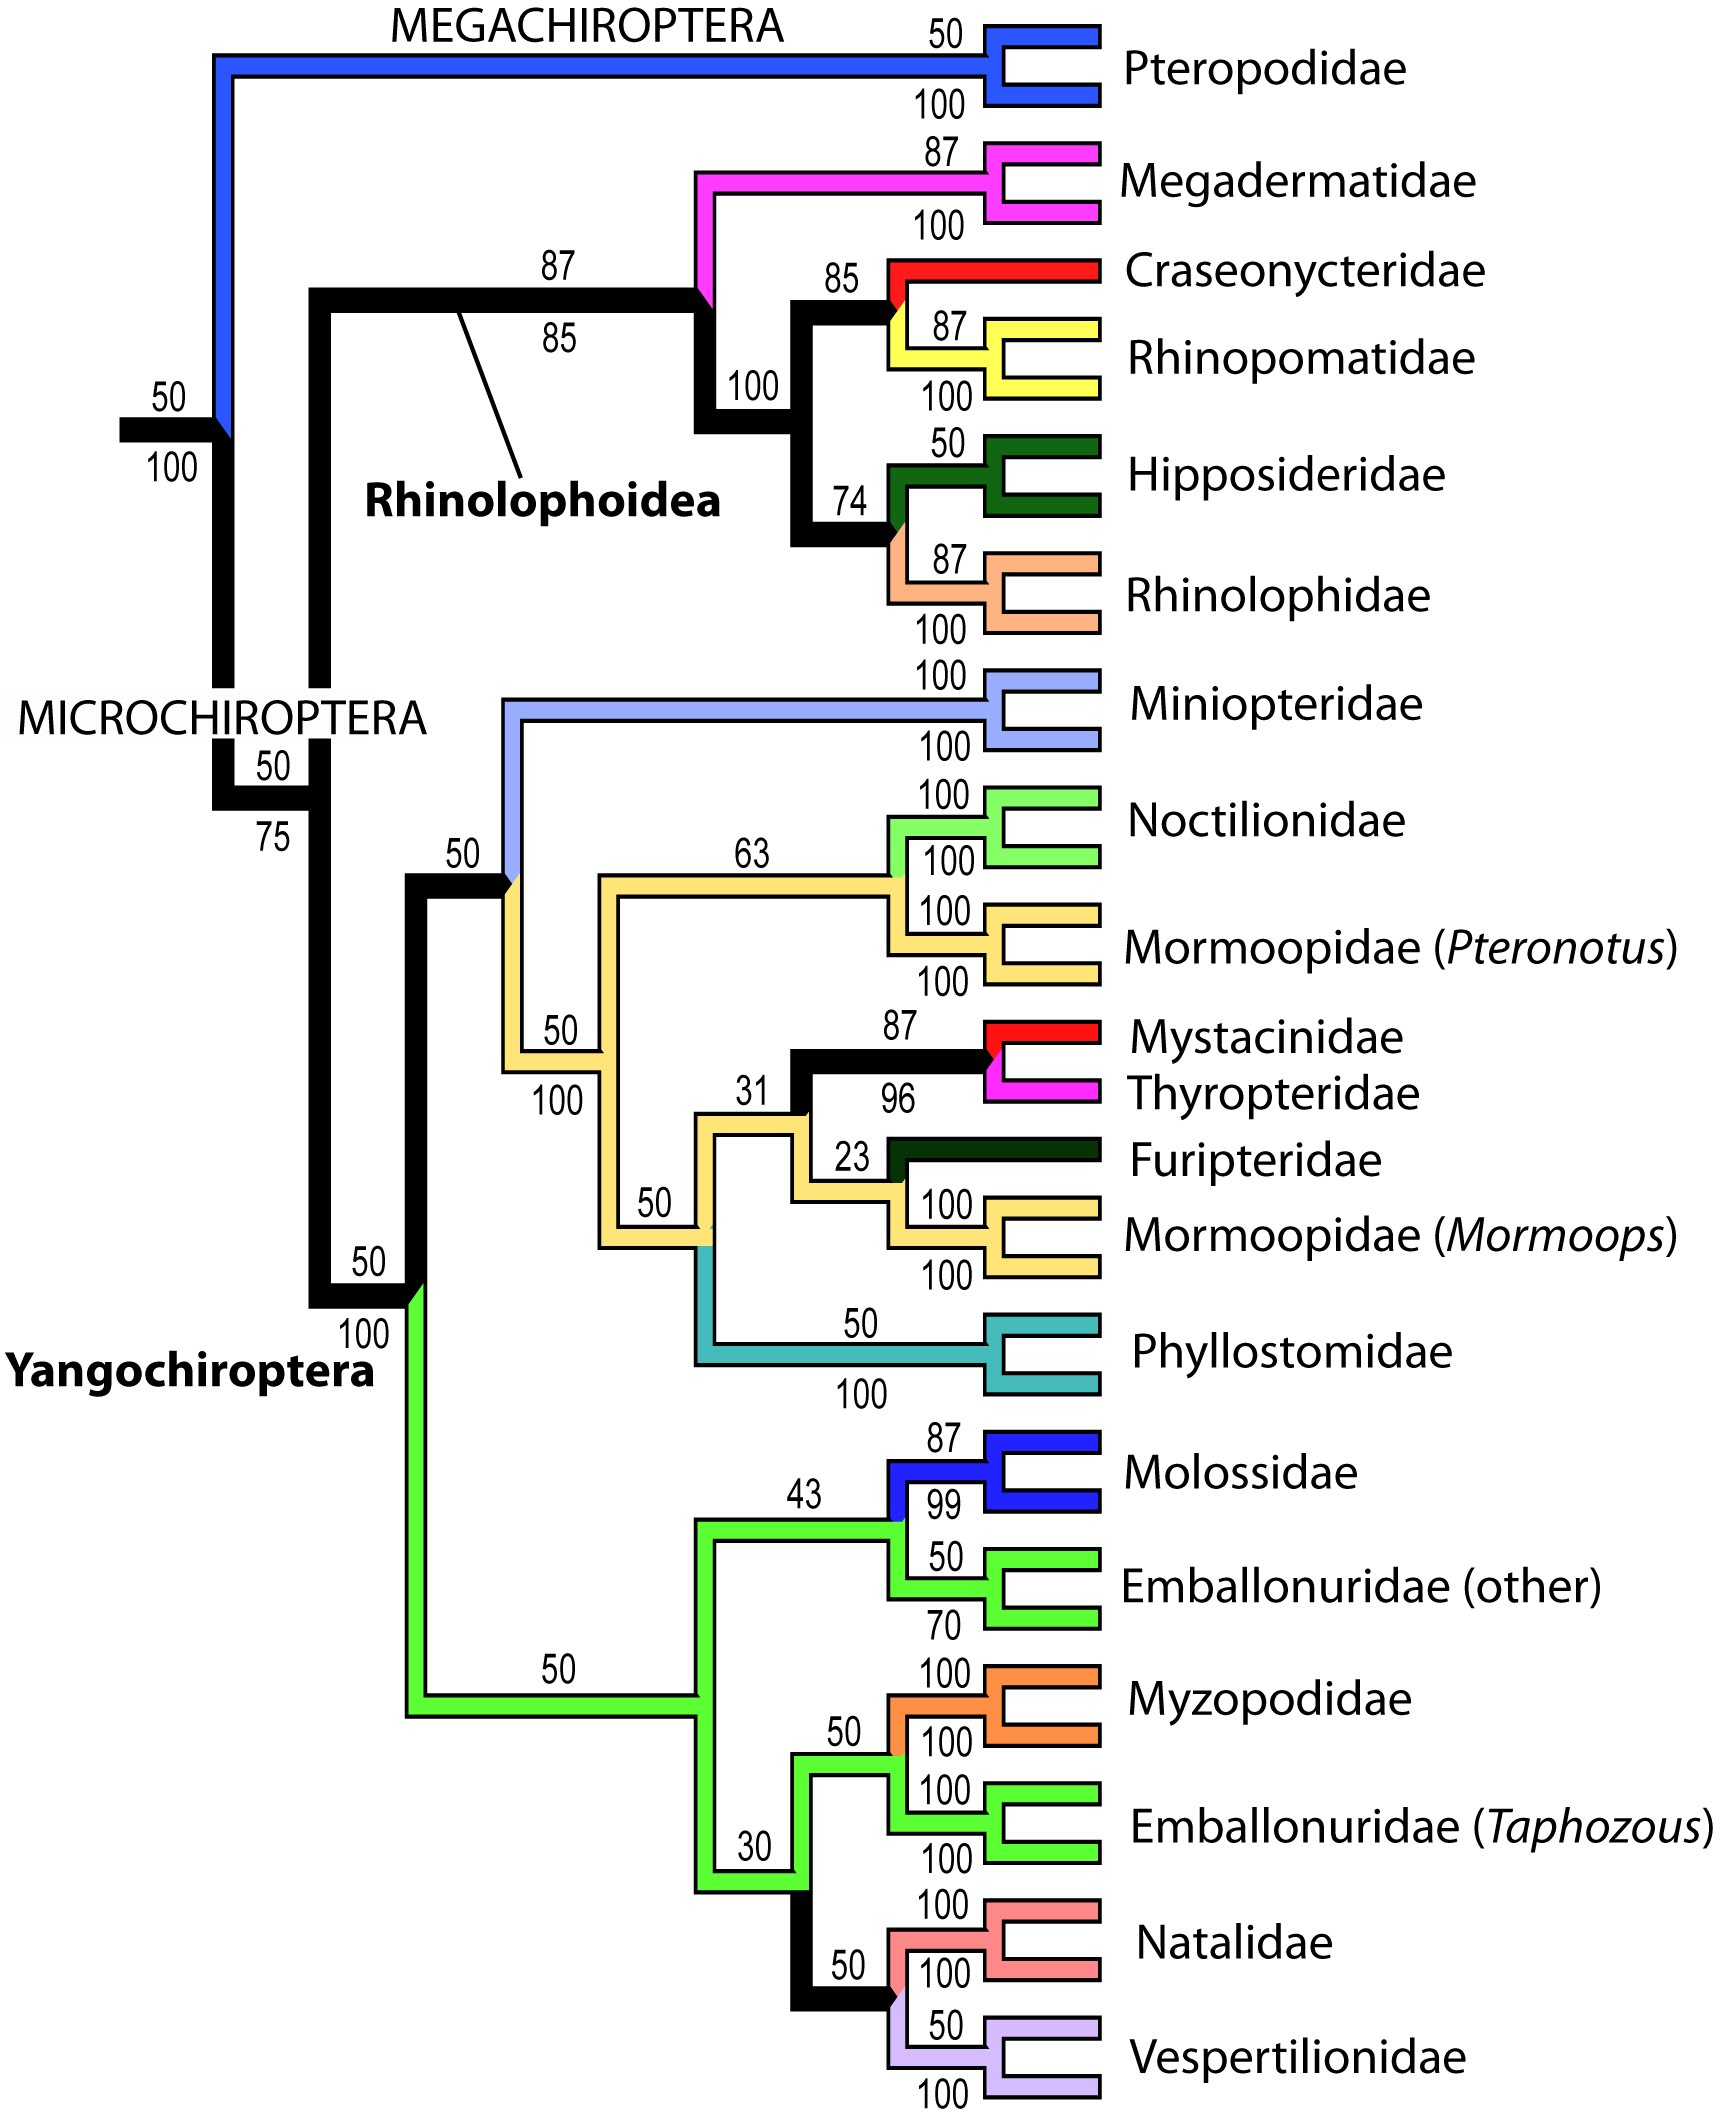 MEGACHIROPTERA
50
Pteropodidae
100
87
Megadermatidae
100
87
85
Craseonycteridae
85
87
Rhinopomatidae
100
100
50
100
50
Hipposideridae
74
Rhinolophoidea
87
Rhinolophidae
100
100
Miniopteridae
MICROCHIROPTERA
100
50
75
100
Noctilionidae
50
63
100
100
Mormoopidae (Pteronotus)
100
50
87
Mystacinidae
100
31
96
Thyropteridae
23
Furipteridae
50
100
Mormoopidae (Mormoops)
50
100
100
50
Phyllostomidae
Yangochiroptera
100
87
Molossidae
43
99
50
Emballonuridae (other)
70
50
100
Myzopodidae
50
100
100
Emballonuridae (Taphozous)
30
100
100
Natalidae
50
100
50
Vespertilionidae
100